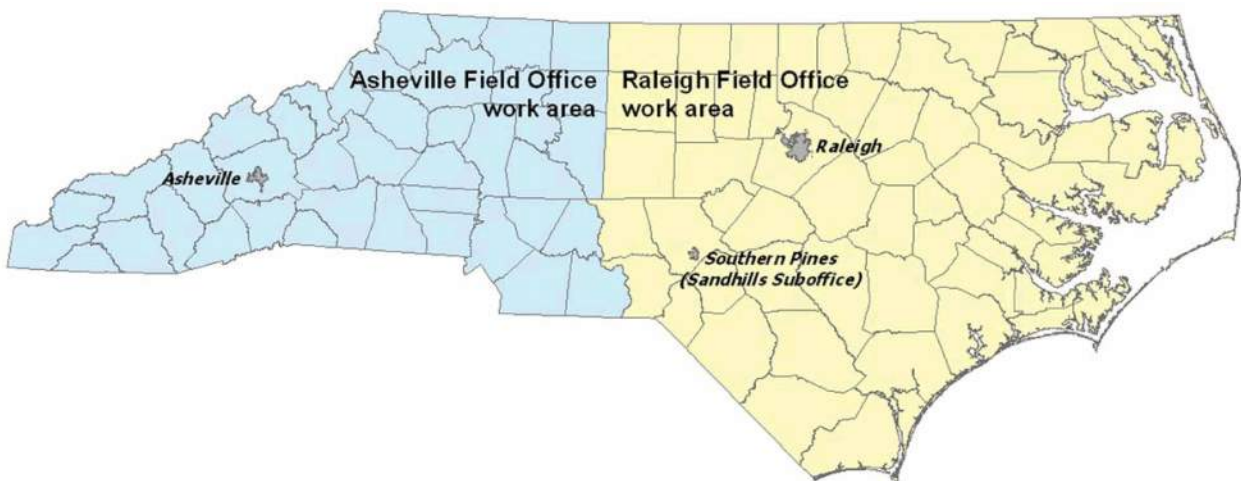 Asheville Field Office
work area
Raleigh Field Office
work area
Raleigh
Asheville
Southern Pines
(Sandhills Suboffice)